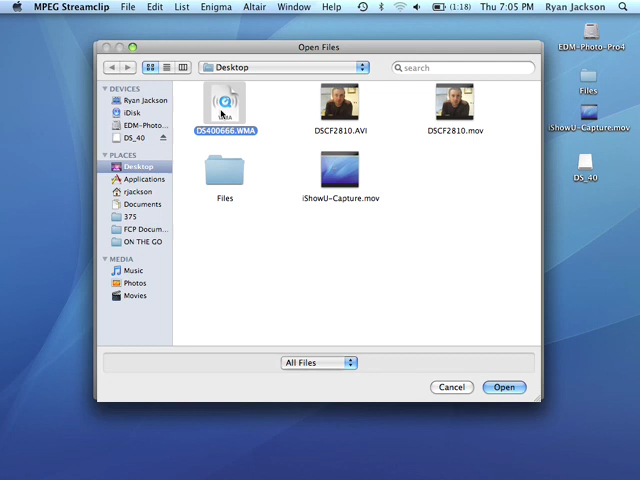 MPEG Streamclip File Edit List Enigma Altair Window Help (1:18) Thu 7:05 PM Ryan Jackson
Open Files
Desktop
search
DEVICES
Ryan Jackson
iDisk
EDM-Photo...
DS_40
PLACES
Desktop
Applications
rjackson
Documents
375
FCP Docum...
ON THE GO
MEDIA
Music
Photos
Movies
WMA
DS400666.WMA
DSCF2810.AVI
DSCF2810.mov
Files
iShowU-Capture.mov
All Files
Cancel
Open
EDM-Photo-Pro4
Files
iShowU-Capture.mov
DS_40